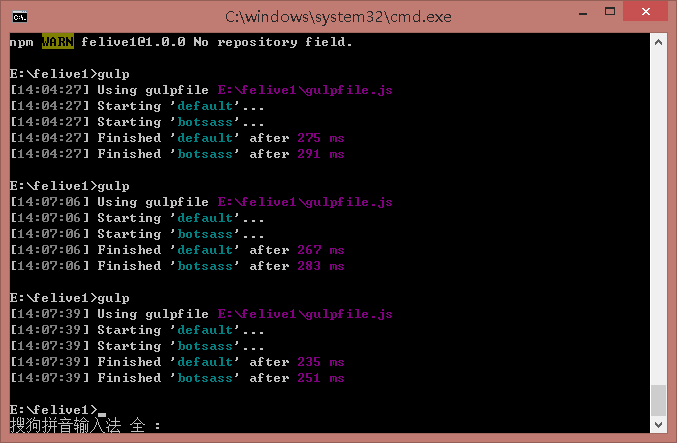 C:\windows\system32\cmd.exe
npm WARN felive1@1.0.0 No repository field.
E:\felive1>gulp
[14:04:27] Using gulpfile E:\felive1\gulpfile.js
[14:04:27] Starting 'default'...
[14:04:27] Starting 'botsass'...
[14:04:27] Finished 'default' after 275 ms
[14:04:27] Finished 'botsass' after 291 ms
E:\felive1>gulp
[14:07:06] Using gulpfile E:\felive1\gulpfile.js
[14:07:06] Starting 'default'...
[14:07:06] Starting 'botsass'...
[14:07:06] Finished 'default' after 267 ms
[14:07:06] Finished 'botsass' after 283 ms
E:\felive1>gulp
[14:07:39] Using gulpfile E:\felive1\gulpfile.js
[14:07:39] Starting 'default'...
[14:07:39] Starting 'botsass'...
[14:07:39] Finished 'default' after 235 ms
[14:07:39] Finished 'botsass' after 251 ms
E:\felive1>
搜狗拼音输入法 全 :